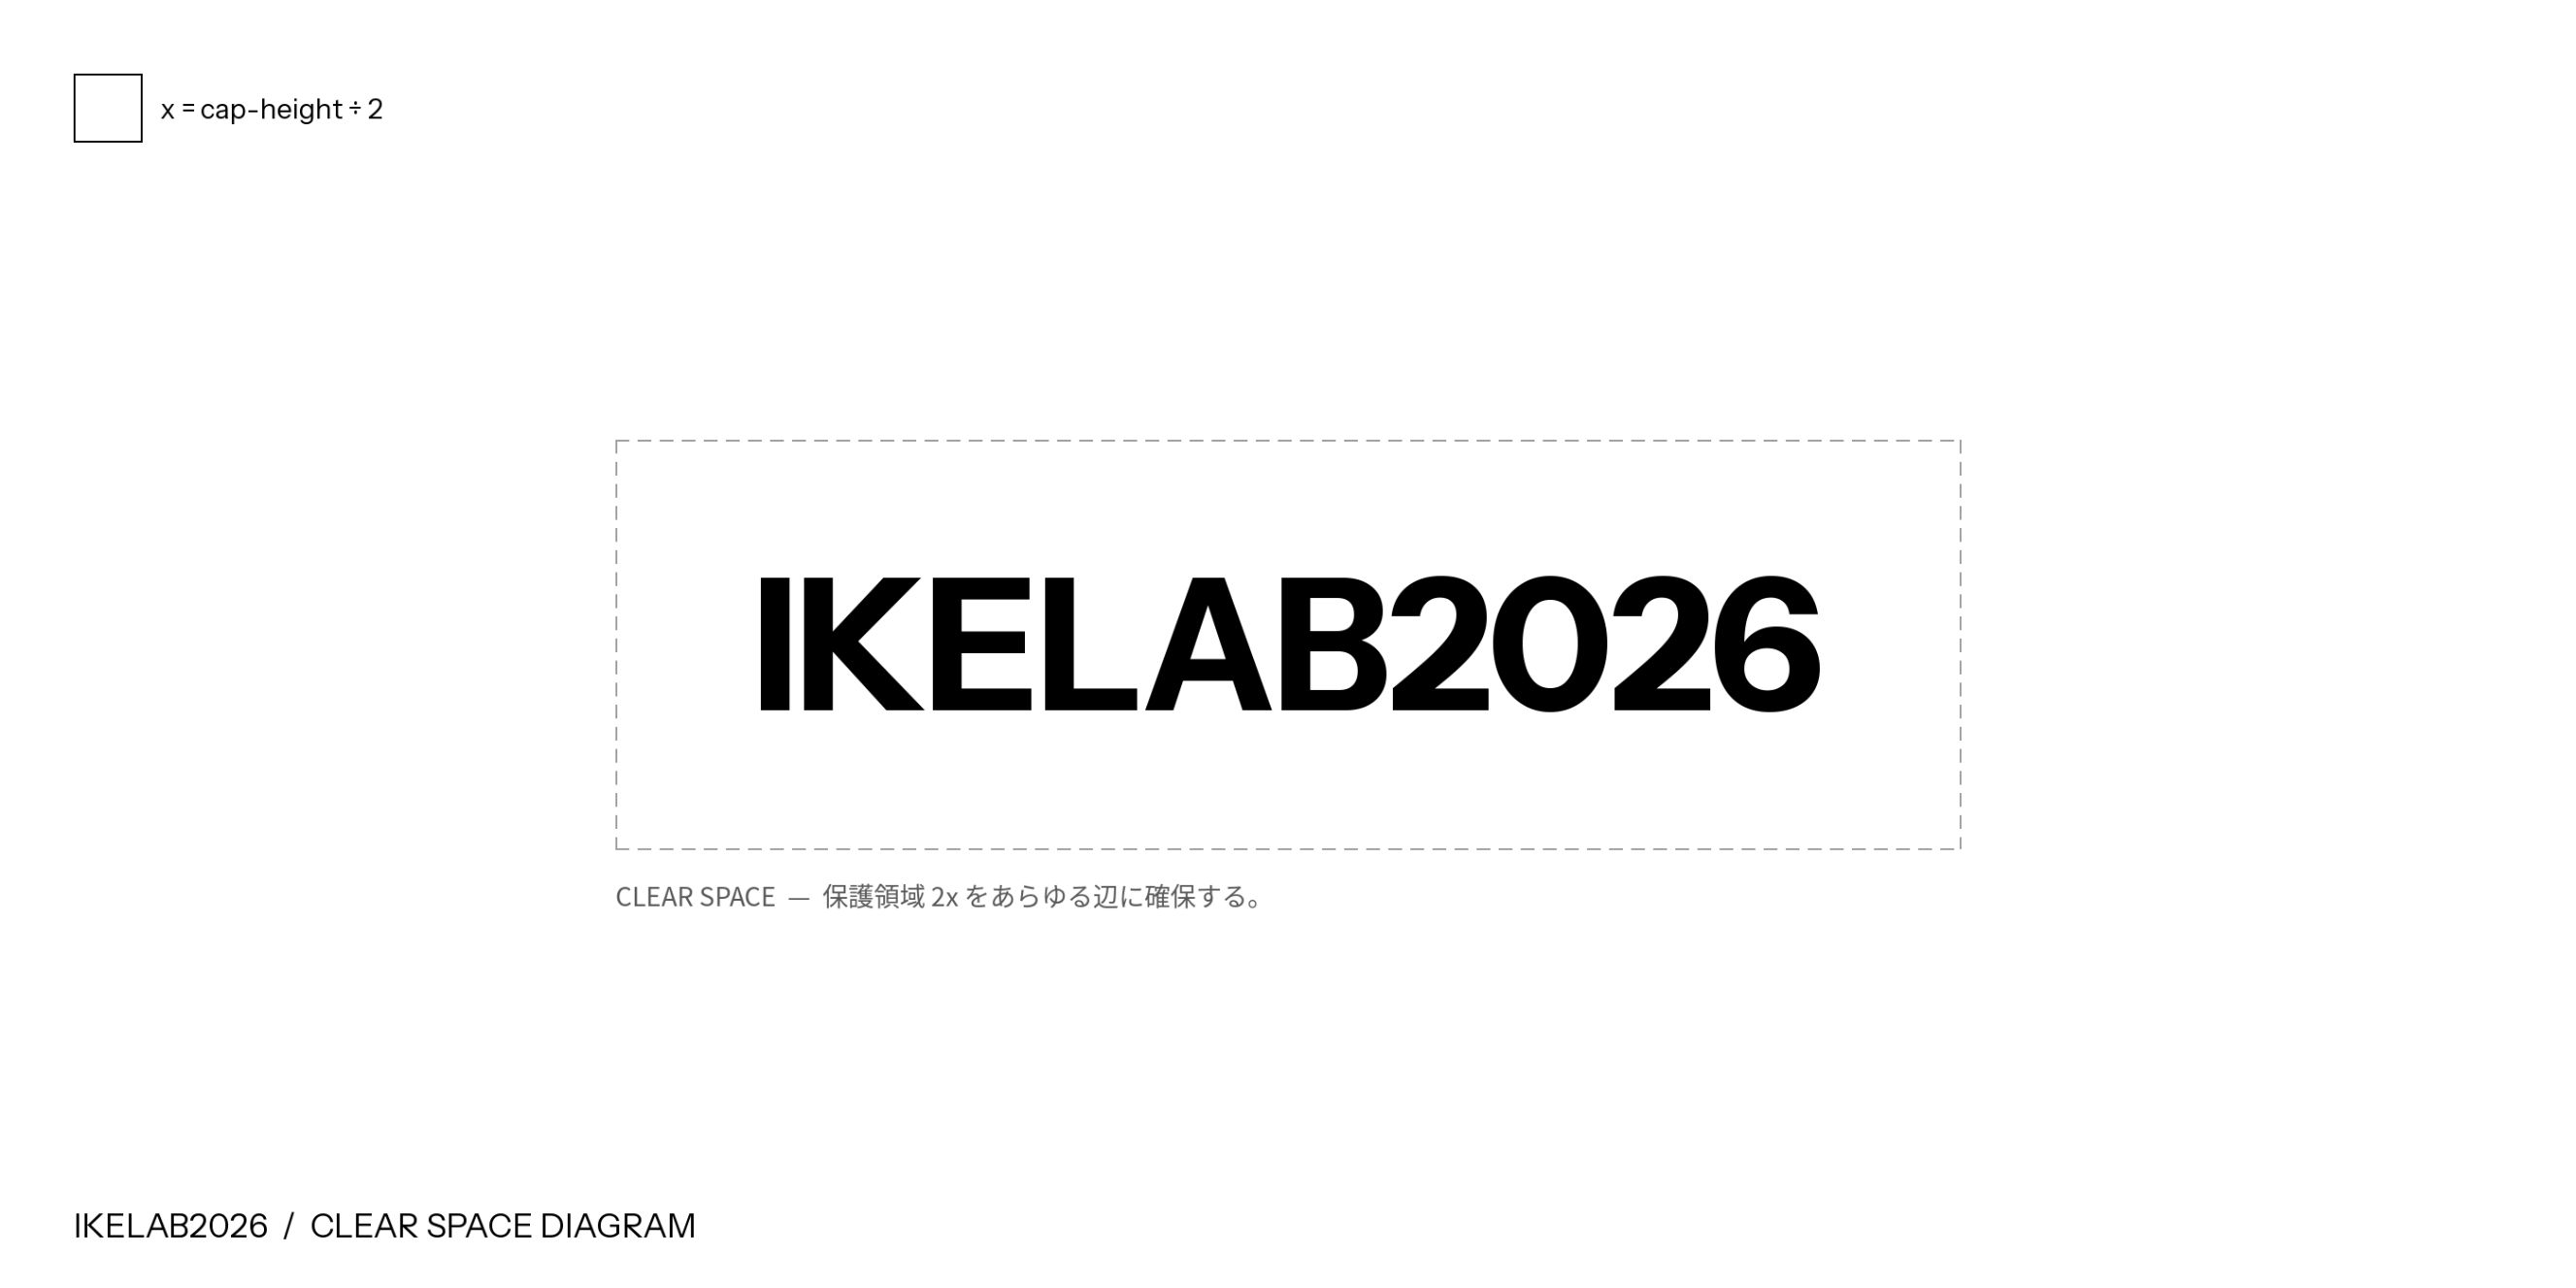 x = cap-height ÷ 2
IKELAB2026
CLEAR SPACE — 保護領域 2x をあらゆる辺に確保する。
IKELAB2026 / CLEAR SPACE DIAGRAM